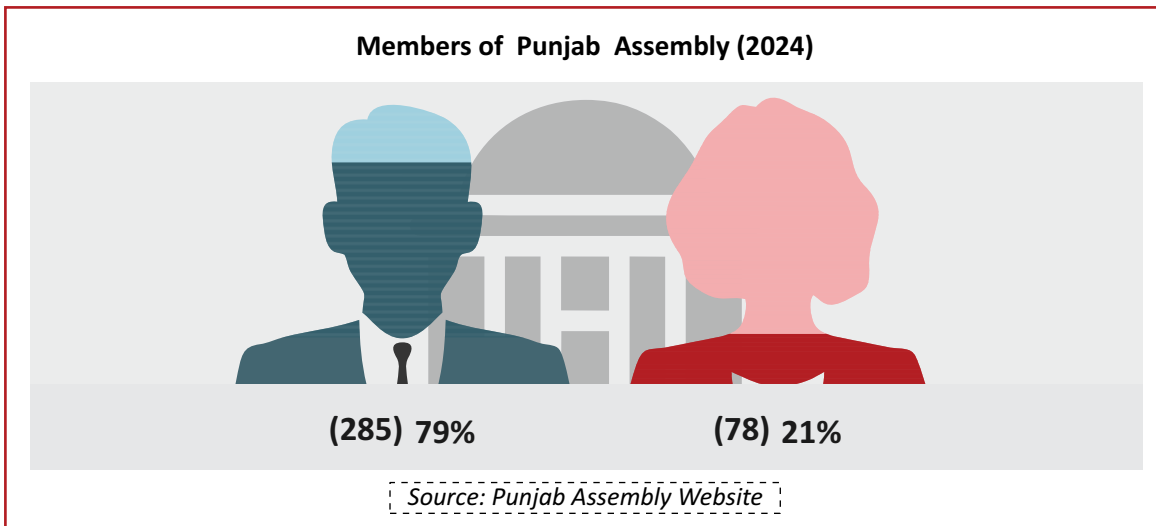 Members of Punjab Assembly (2024)
(285) 79% (78) 21%
Source: Punjab Assembly Website